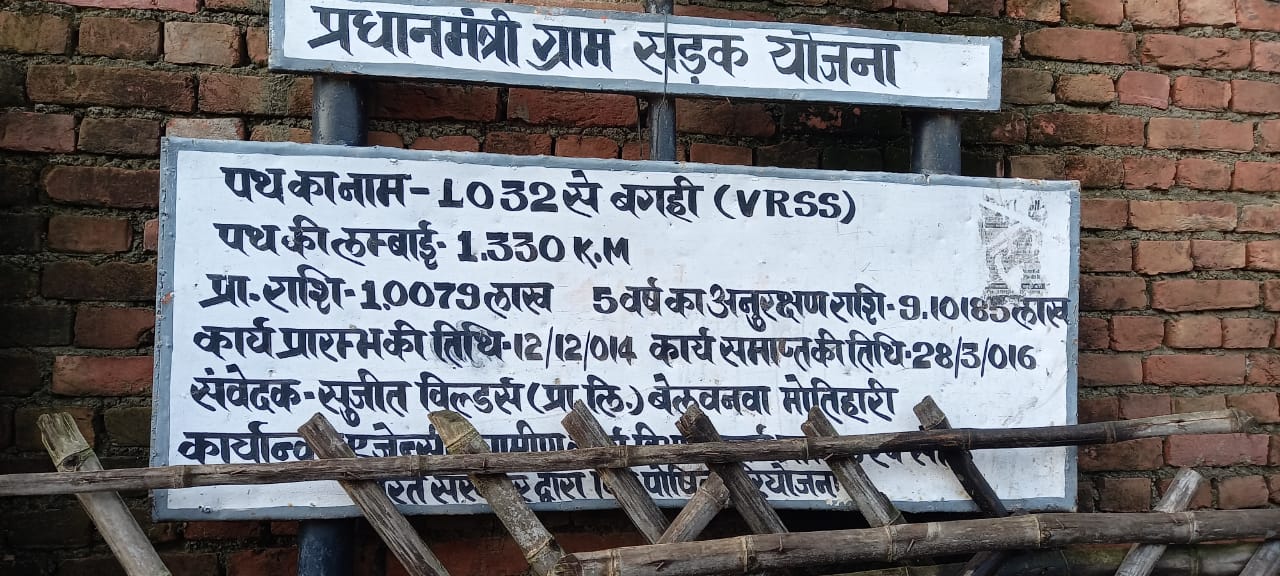 प्रधानमंत्री ग्राम सड़क योजना
पथ का नाम - LO32 से बगही (VRSS)
पथ की लम्बाई - 1.330 K.M
प्रा. राशि - 1.0079 लाख 5 वर्ष का अनुरक्षण राशि - 9.10185 लाख
कार्य प्रारम्भ की तिथि - 12/12/014 कार्य समाप्त की तिथि - 28/3/016
संवेदक - सुजीत विल्डर्स (प्रा. लि.) बेलवनवा मोतिहारी
ग्रामीण
द्वारा